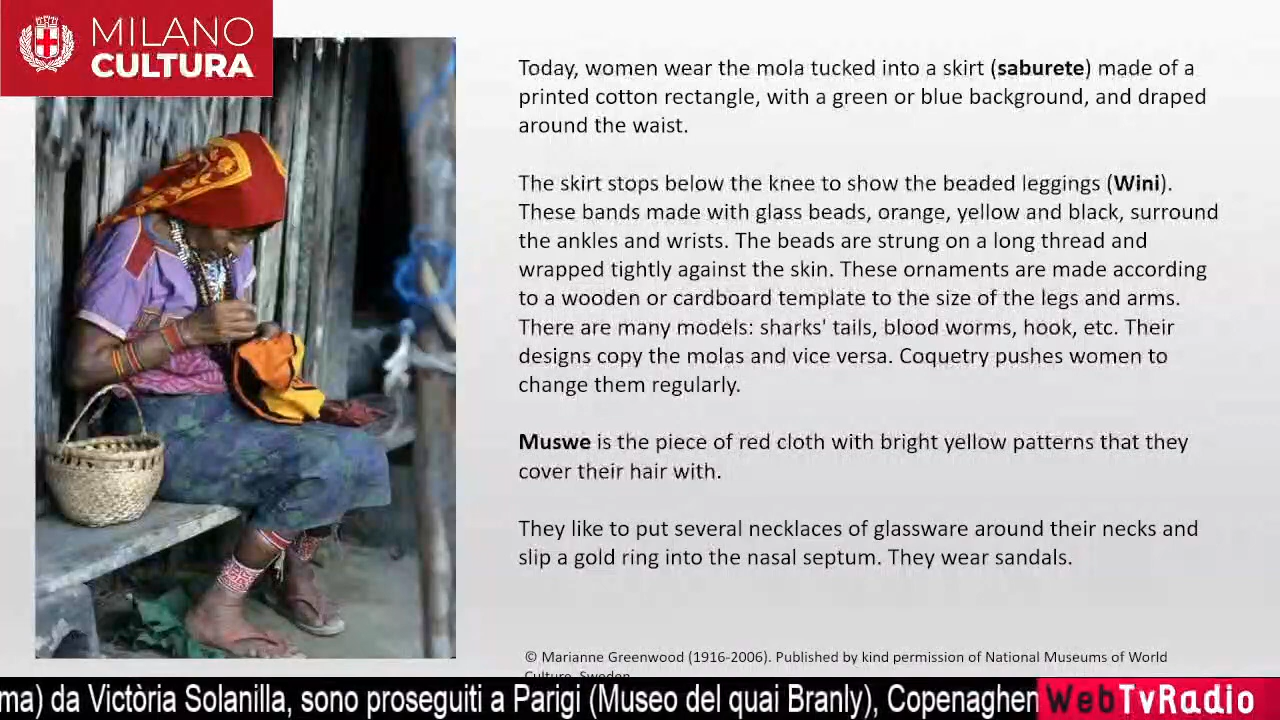 MILANO
CULTURA
Today, women wear the mola tucked into a skirt (saburete) made of a
printed cotton rectangle, with a green or blue background, and draped
around the waist.
The skirt stops below the knee to show the beaded leggings (Wini).
These bands made with glass beads, orange, yellow and black, surround
the ankles and wrists. The beads are strung on a long thread and
wrapped tightly against the skin. These ornaments are made according
to a wooden or cardboard template to the size of the legs and arms.
There are many models: sharks' tails, blood worms, hook, etc. Their
designs copy the molas and vice versa. Coquetry pushes women to
change them regularly.
Muswe is the piece of red cloth with bright yellow patterns that they
cover their hair with.
They like to put several necklaces of glassware around their necks and
slip a gold ring into the nasal septum. They wear sandals.
© Marianne Greenwood (1916-2006). Published by kind permission of National Museums of World
Culture, Sweden
ma) da Victòria Solanilla, sono proseguiti a Parigi (Museo del quai Branly), Copenaghen
WebTvRadio